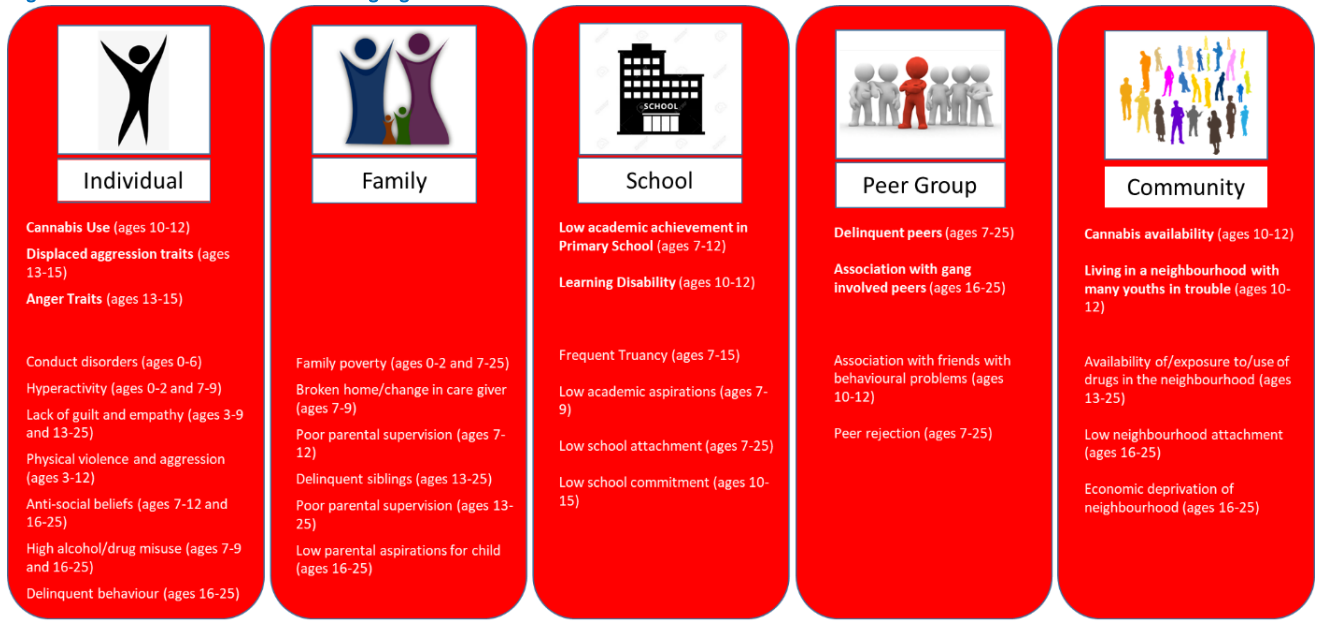 Individual
Cannabis Use (ages 10-12)
Displaced aggression traits (ages
13-15)
Anger Traits (ages 13-15)
Conduct disorders (ages 0-6)
Hyperactivity (ages 0-2 and 7-9)
Lack of guilt and empathy (ages 3-9
and 13-25)
Physical violence and aggression
(ages 3-12)
Anti-social beliefs (ages 7-12 and
16-25)
High alcohol/drug misuse (ages 7-9
and 16-25)
Delinquent behaviour (ages 16-25)
Family
Family poverty (ages 0-2 and 7-25)
Broken home/change in care giver
(ages 7-9)
Poor parental supervision (ages 7-
12)
Delinquent siblings (ages 13-25)
Poor parental supervision (ages 13-
25)
Low parental aspirations for child
(ages 16-25)
SCHOOL
School
Low academic achievement in
Primary School (ages 7-12)
Learning Disability (ages 10-12)
Frequent Truancy (ages 7-15)
Low academic aspirations (ages 7-
9)
Low school attachment (ages 7-25)
Low school commitment (ages 10-
15)
Peer Group
Delinquent peers (ages 7-25)
Association with gang
involved peers (ages 16-25)
Association with friends with
behavioural problems (ages
10-12)
Peer rejection (ages 7-25)
Community
Cannabis availability (ages 10-12)
Living in a neighbourhood with
many youths in trouble (ages 10-
12)
Availability of/exposure to/use of
drugs in the neighbourhood (ages
13-25)
Low neighbourhood attachment
(ages 16-25)
Economic deprivation of
neighbourhood (ages 16-25)